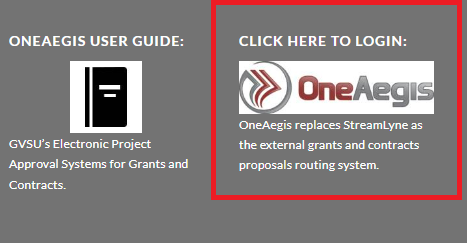 ONEAEGIS USER GUIDE:
GVSU's Electronic Project
Approval Systems for Grants and
Contracts.
CLICK HERE TO LOGIN:
OneAegis
OneAegis replaces StreamLyne as
the external grants and contracts
proposals routing system.